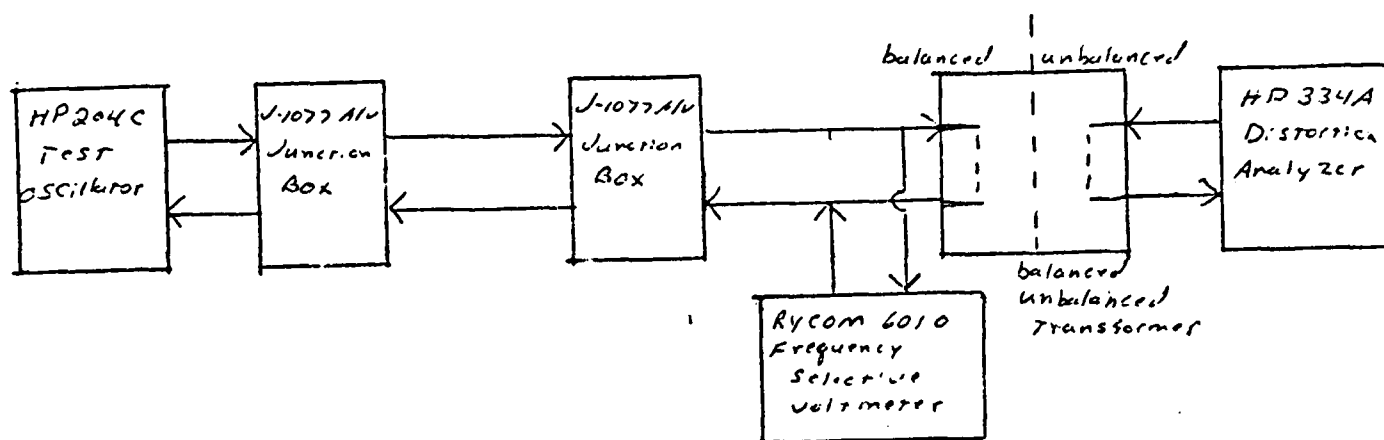 balanced
unbalanced
HP 204C
Test
oscillator
J-1077 A/U
Junction
Box
J-1077 A/U
Junction
Box
HP 334A
Distortion
Analyzer
balanced
unbalanced
Transformer
Rycom 6010
Frequency
Selective
voltmeter